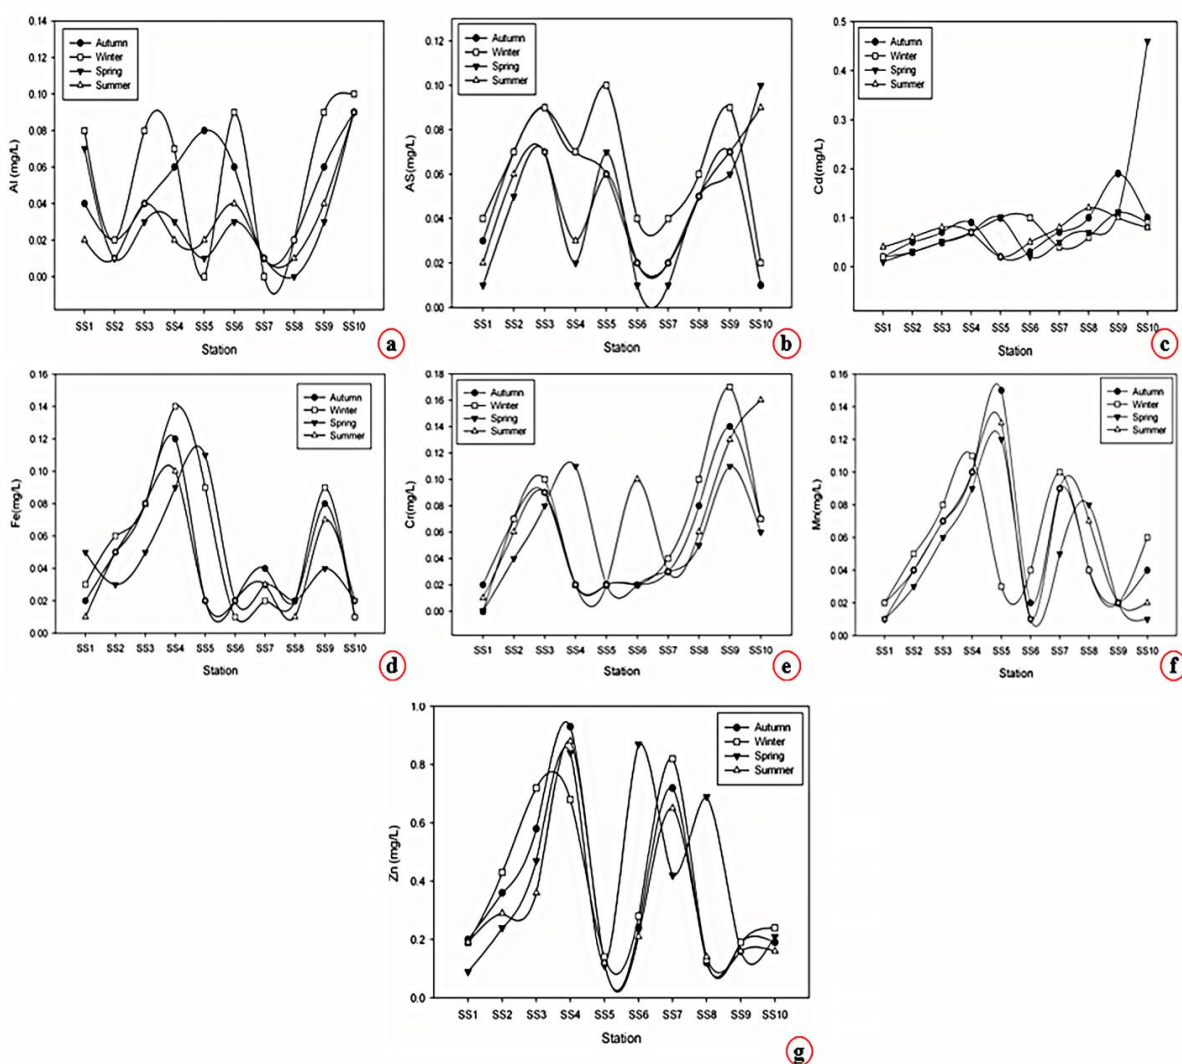 0.14
0.12
0.10
0.08
0.06
0.04
0.02
0.00
Al (mg/L)
Autumn
Winter
Spring
Summer
SS1 SS2 SS3 SS4 SS5 SS6 SS7 SS8 SS9 SS10
Station
a
0.12
0.10
0.08
0.06
0.04
0.02
0.00
AS(mg/L)
Autumn
Winter
Spring
Summer
SS1 SS2 SS3 SS4 SS5 SS6 SS7 SS8 SS9 SS10
Station
b
0.5
0.4
0.3
0.2
0.1
0.0
Cd(mg/L)
Autumn
Winter
Spring
Summer
SS1 SS2 SS3 SS4 SS5 SS6 SS7 SS8 SS9 SS10
Station
c
0.16
0.14
0.12
0.10
0.08
0.06
0.04
0.02
0.00
Fe(mg/L)
Autumn
Winter
Spring
Summer
SS1 SS2 SS3 SS4 SS5 SS6 SS7 SS8 SS9 SS10
Station
d
0.18
0.16
0.14
0.12
0.10
0.08
0.06
0.04
0.02
0.00
Cr(mg/L)
Autumn
Winter
Spring
Summer
SS1 SS2 SS3 SS4 SS5 SS6 SS7 SS8 SS9 SS10
Station
e
0.16
0.14
0.12
0.10
0.08
0.06
0.04
0.02
0.00
Mn(mg/L)
Autumn
Winter
Spring
Summer
SS1 SS2 SS3 SS4 SS5 SS6 SS7 SS8 SS9 SS10
Station
f
1.0
0.8
0.6
0.4
0.2
0.0
Zn (mg/L)
Autumn
Winter
Spring
Summer
SS1 SS2 SS3 SS4 SS5 SS6 SS7 SS8 SS9 SS10
Station
g